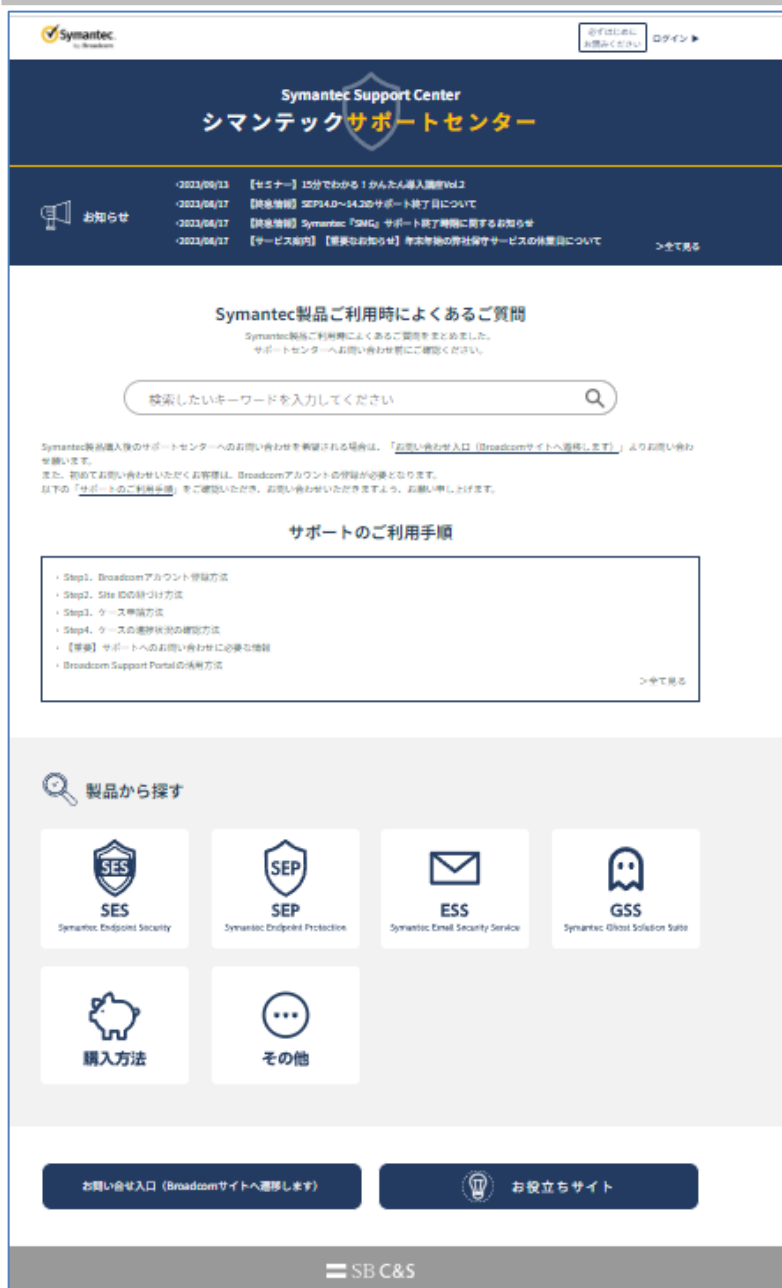 Symantec.
by Broadcom
必ずはじめに
お読みください
ログイン ▶
Symantec Support Center
シマンテックサポートセンター
お知らせ
2023/09/13 【セミナー】15分でわかる！かんたん導入講座Vol.2
2023/08/17 【終息情報】SEP14.0～14.2のサポート終了日について
2023/08/17 【終息情報】Symantec『SMG』サポート終了時期に関するお知らせ
2023/08/17 【サービス案内】【重要なお知らせ】年末年始の弊社保守サービスの休業日について
＞全て見る
Symantec製品ご利用時によくあるご質問
Symantec製品ご利用時によくあるご質問をまとめました。
サポートセンターへお問い合わせ前にご確認ください。
検索したいキーワードを入力してください
Symantec製品購入後のサポートセンターへのお問い合わせを希望される場合は、「お問い合わせ入口（Broadcomサイトへ遷移します）」よりお問い合わ
せ願います。
また、初めてお問い合わせいただくお客様は、Broadcomアカウントの登録が必要となります。
以下の「サポートのご利用手順」をご確認いただき、お問い合わせいただきますよう、お願い申し上げます。
サポートのご利用手順
› Step1．Broadcomアカウント登録方法
› Step2．Site IDの紐づけ方法
› Step3．ケース申請方法
› Step4．ケースの進捗状況の確認方法
› 【重要】サポートへのお問い合わせに必要な情報
› Broadcom Support Portalの活用方法
＞全て見る
製品から探す
SES
SES
Symantec Endpoint Security
SEP
SEP
Symantec Endpoint Protection
ESS
Symantec Email Security Service
GSS
Symantec Ghost Solution Suite
購入方法
その他
お問い合せ入口（Broadcomサイトへ遷移します）
お役立ちサイト
SB C&S